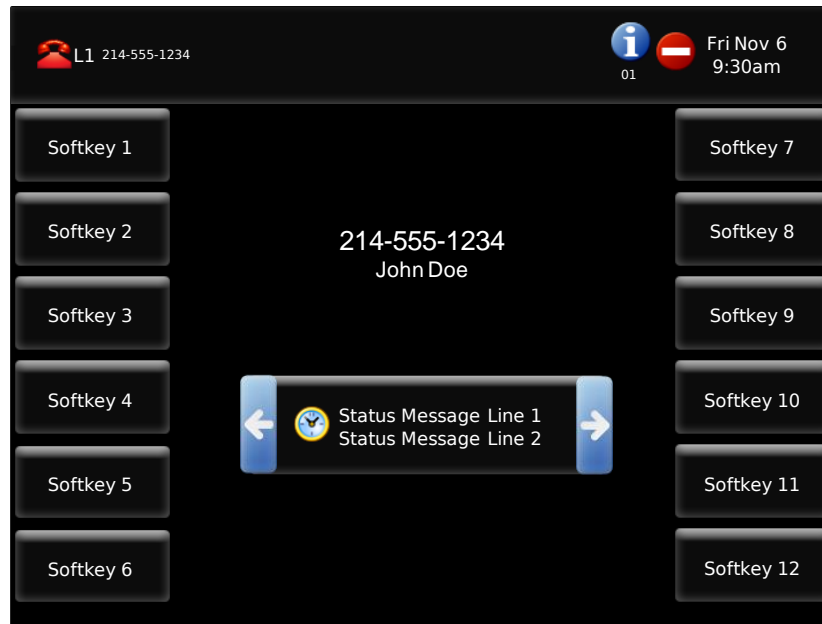 L1 214-555-1234
01
Fri Nov 6
9:30am
Softkey 1
Softkey 2
Softkey 3
Softkey 4
Softkey 5
Softkey 6
214-555-1234
John Doe
Status Message Line 1
Status Message Line 2
Softkey 7
Softkey 8
Softkey 9
Softkey 10
Softkey 11
Softkey 12